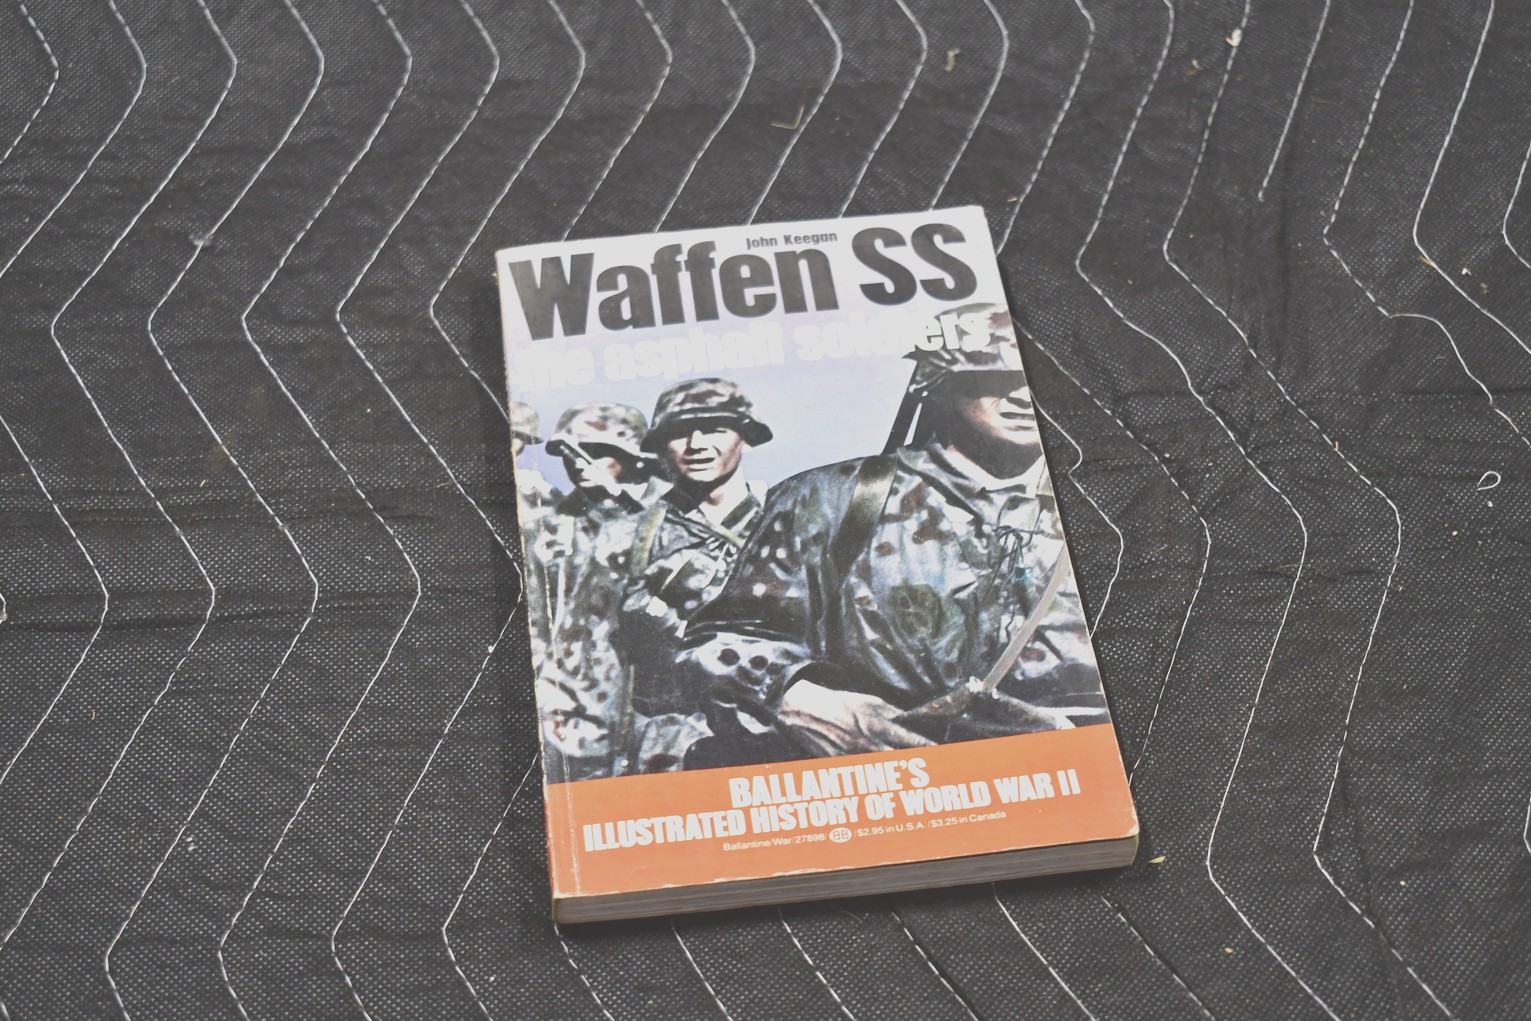 John Keegan
Waffen SS
the asphalt soldiers
BALLANTINE'S
ILLUSTRATED HISTORY OF WORLD WAR II
Ballantine/War/27898/ BB /$2.95 in U.S.A. /$3.25 in Canada